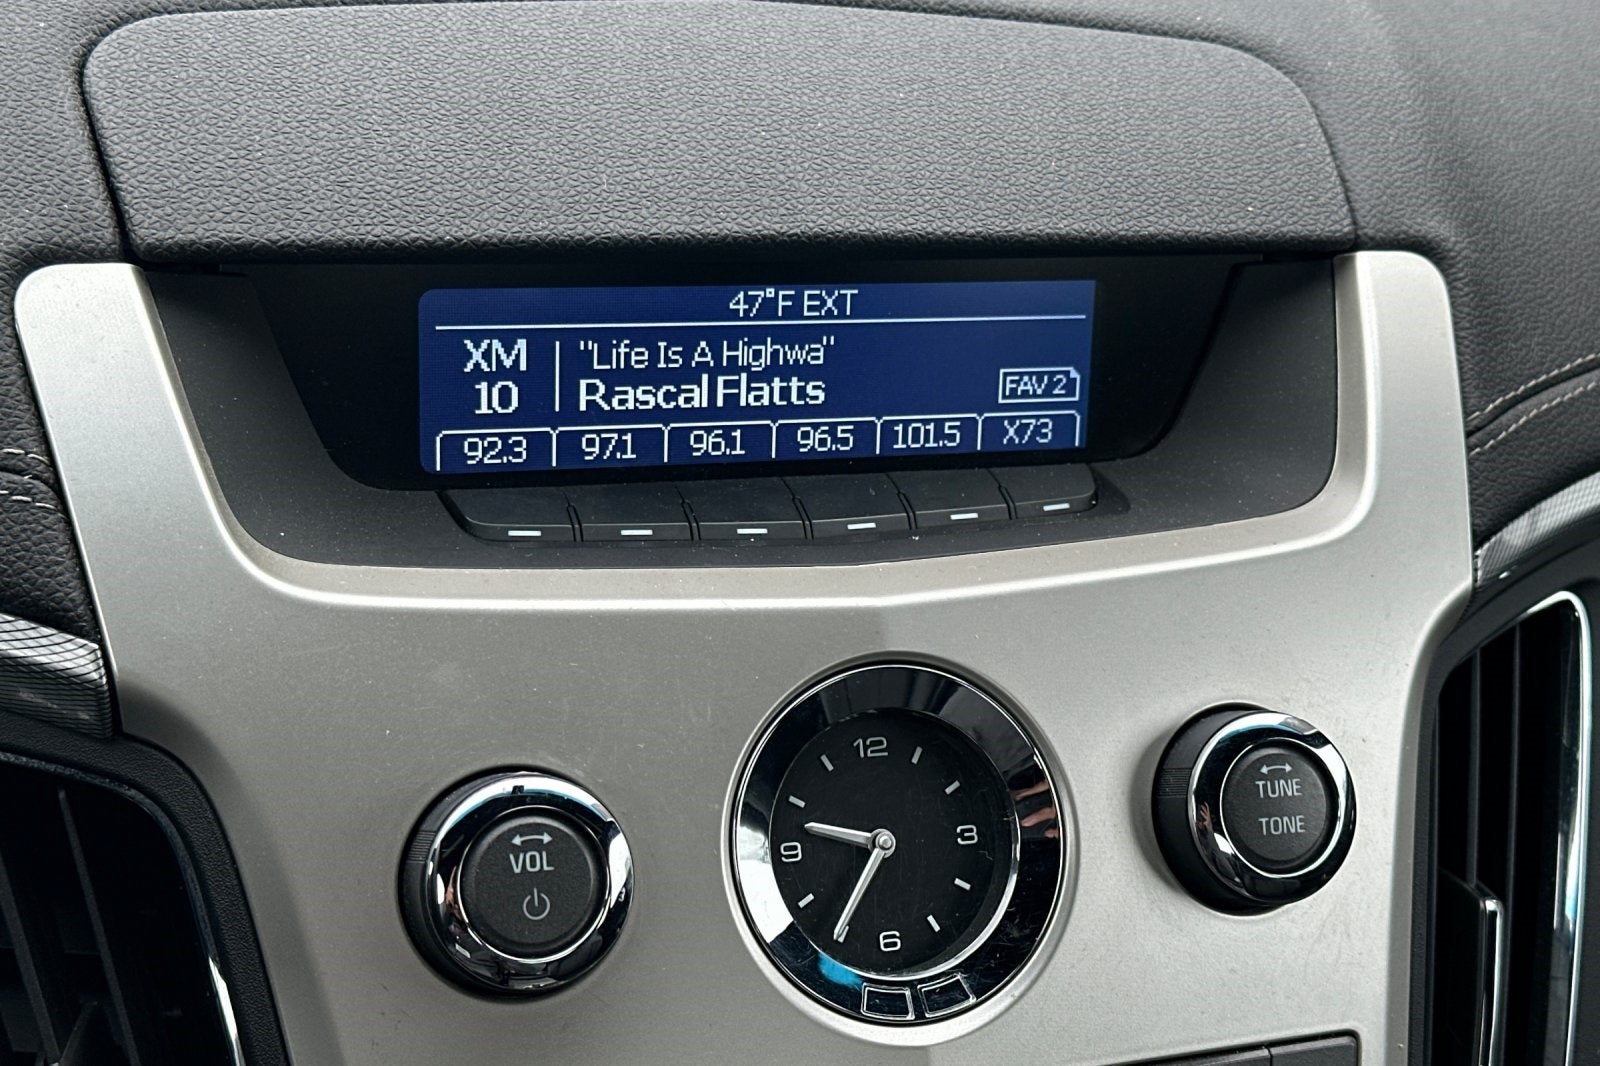 47°F EXT
XM
10
"Life Is A Highwa"
Rascal Flatts
FAV 2
92.3 97.1 96.1 96.5 101.5 X73
VOL
12
3
6
9
TUNE
TONE